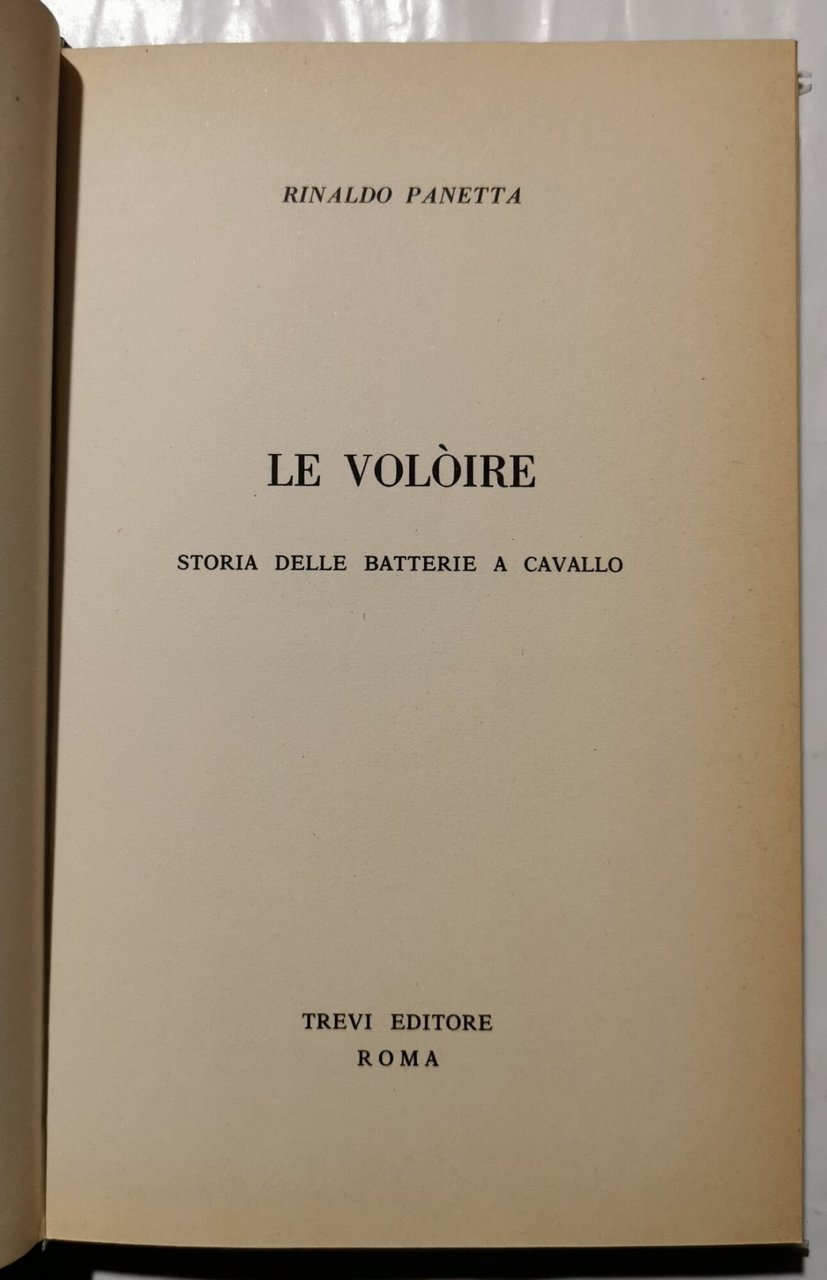 RINALDO PANETTA
LE VOLÒIRE
STORIA DELLE BATTERIE A CAVALLO
TREVI EDITORE
ROMA